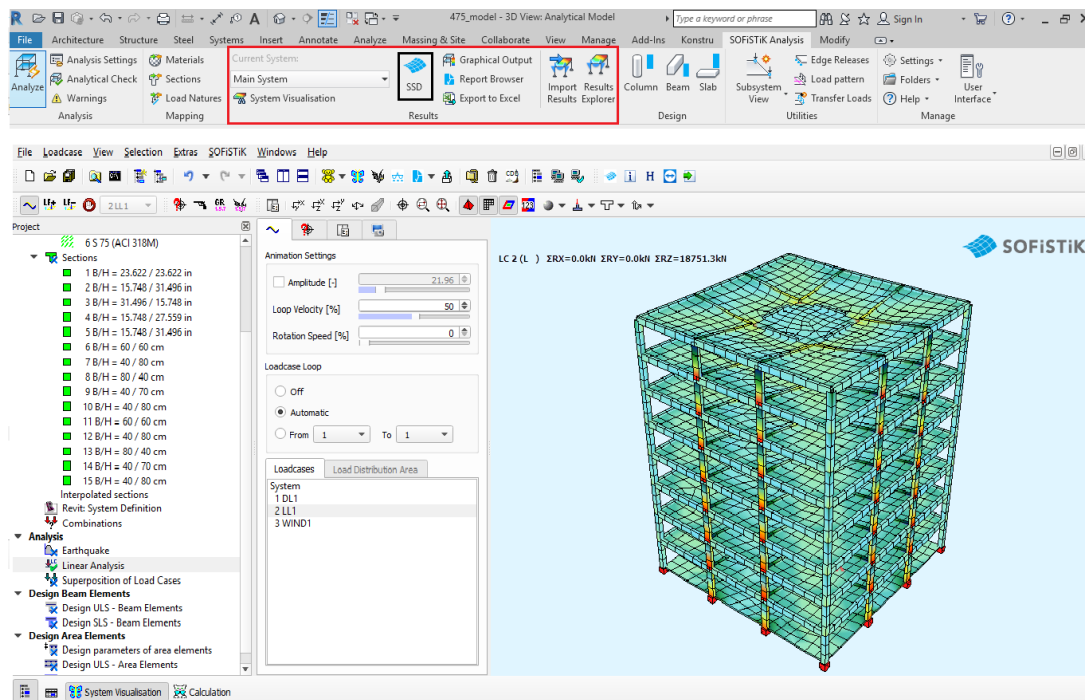 475_model - 3D View: Analytical Model
Type a keyword or phrase
Sign In
File Architecture Structure Steel Systems Insert Annotate Analyze Massing & Site Collaborate View Manage Add-Ins Konstru SOFiSTiK Analysis Modify
Analyze
Analysis Settings
Analytical Check
Warnings
Analysis
Materials
Sections
Load Natures
Mapping
Current System:
Main System
System Visualisation
SSD
Graphical Output
Report Browser
Export to Excel
Import Results
Results Explorer
Results
Column Beam Slab
Design
Subsystem View
Edge Releases
Load pattern
Transfer Loads
Utilities
Settings
Folders
Help
User Interface
Manage
File Loadcase View Selection Extras SOFiSTiK Windows Help
2 LL1
Project
6 S 75 (ACI 318M)
Sections
1 B/H = 23.622 / 23.622 in
2 B/H = 15.748 / 31.496 in
3 B/H = 31.496 / 15.748 in
4 B/H = 15.748 / 27.559 in
5 B/H = 15.748 / 31.496 in
6 B/H = 60 / 60 cm
7 B/H = 40 / 80 cm
8 B/H = 80 / 40 cm
9 B/H = 40 / 70 cm
10 B/H = 40 / 80 cm
11 B/H = 60 / 60 cm
12 B/H = 40 / 80 cm
13 B/H = 80 / 40 cm
14 B/H = 40 / 70 cm
15 B/H = 40 / 80 cm
Interpolated sections
Revit: System Definition
Combinations
Analysis
Earthquake
Linear Analysis
Superposition of Load Cases
Design Beam Elements
Design ULS - Beam Elements
Design SLS - Beam Elements
Design Area Elements
Design parameters of area elements
Design ULS - Area Elements
Animation Settings
Amplitude [-] 21.96
Loop Velocity [%] 50
Rotation Speed [%] 0
Loadcase Loop
Off
Automatic
From 1 To 1
Loadcases Load Distribution Area
System
1 DL1
2 LL1
3 WIND1
LC 2 (L ) ΣRX=0.0kN ΣRY=0.0kN ΣRZ=18751.3kN
SOFiSTiK
System Visualisation Calculation